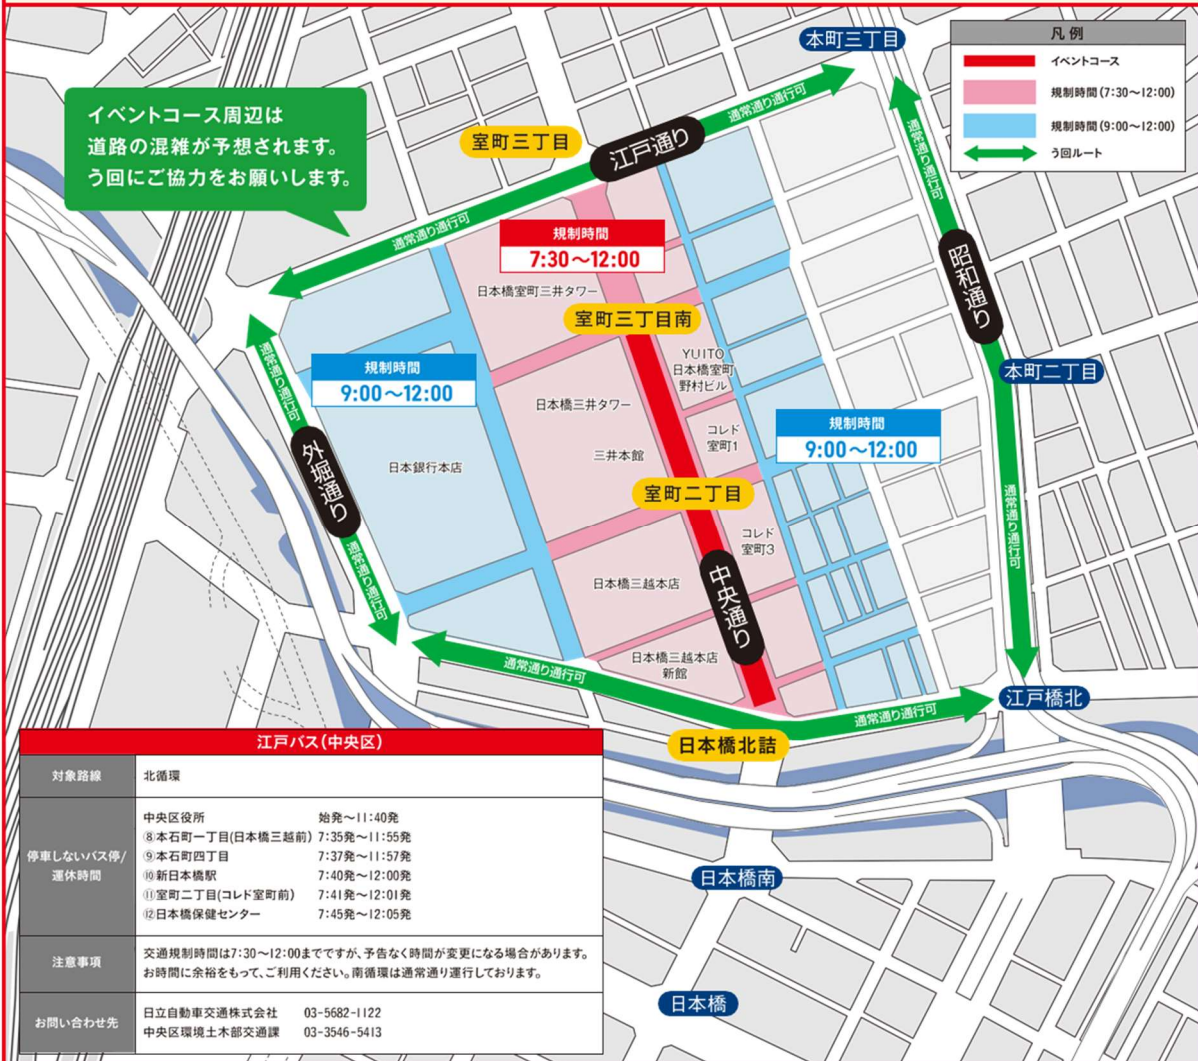 本町三丁目
凡例
イベントコース
規制時間(7:30～12:00)
規制時間(9:00～12:00)
う回ルート
イベントコース周辺は
道路の混雑が予想されます。
う回にご協力をお願いします。
室町三丁目
江戸通り
通常通り通行可
通常通り通行可
通常通り通行可
規制時間
7:30～12:00
日本橋室町三井タワー
室町三丁目南
昭和通り
YUITO
日本橋室町
野村ビル
本町二丁目
通常通り通行可
規制時間
9:00～12:00
日本橋三井タワー
コレド
室町1
規制時間
9:00～12:00
三井本館
日本銀行本店
外堀通り
室町二丁目
コレド
室町3
通常通り通行可
通常通り通行可
日本橋三越本店
中央通り
日本橋三越本店
新館
通常通り通行可
通常通り通行可
江戸橋北
日本橋北詰
日本橋南
日本橋
江戸バス(中央区)
対象路線
北循環
停車しないバス停/
運休時間
中央区役所 始発～11:40発
⑧本石町一丁目(日本橋三越前) 7:35発～11:55発
⑨本石町四丁目 7:37発～11:57発
⑩新日本橋駅 7:40発～12:00発
⑪室町二丁目(コレド室町前) 7:41発～12:01発
⑫日本橋保健センター 7:45発～12:05発
注意事項
交通規制時間は7:30～12:00までですが、予告なく時間が変更になる場合があります。
お時間に余裕をもって、ご利用ください。南循環は通常通り運行しております。
お問い合わせ先
日立自動車交通株式会社 03-5682-1122
中央区環境土木部交通課 03-3546-5413